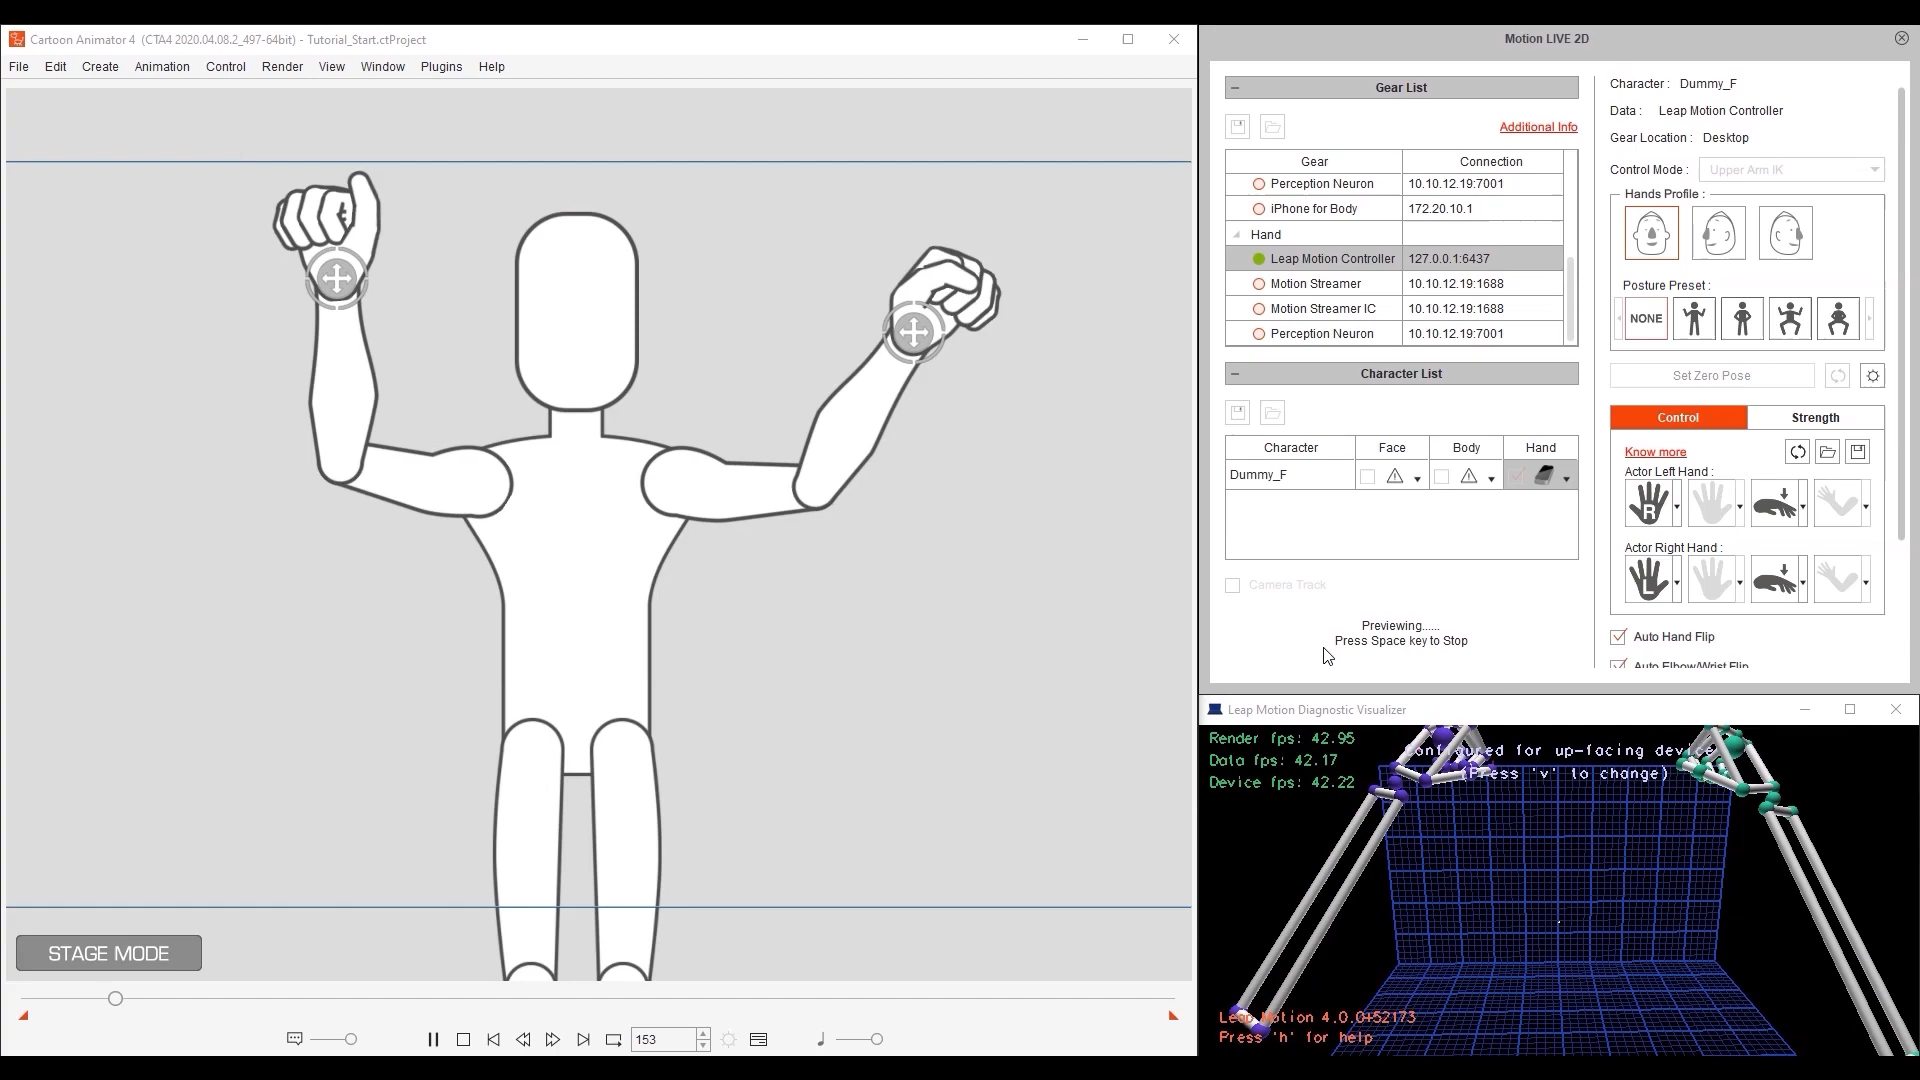 Cartoon Animator 4 (CTA4 2020.04.08.2_497-64bit) - Tutorial_Start.ctProject
File Edit Create Animation Control Render View Window Plugins Help
STAGE MODE
153
Motion LIVE 2D
Gear List
Additional Info
Gear Connection
Perception Neuron 10.10.12.19:7001
iPhone for Body 172.20.10.1
Hand
Leap Motion Controller 127.0.0.1:6437
Motion Streamer 10.10.12.19:1688
Motion Streamer IC 10.10.12.19:1688
Perception Neuron 10.10.12.19:7001
Character List
Character Face Body Hand
Dummy_F
Camera Track
Previewing......
Press Space key to Stop
Character : Dummy_F
Data : Leap Motion Controller
Gear Location : Desktop
Control Mode : Upper Arm IK
Hands Profile :
Posture Preset :
NONE
Set Zero Pose
Control Strength
Know more
Actor Left Hand :
R
Actor Right Hand :
L
Auto Hand Flip
Auto Elbow/Wrist Flip
Leap Motion Diagnostic Visualizer
Render fps: 42.95
Data fps: 42.17
Device fps: 42.22
Configured for up-facing device
(Press 'v' to change)
Leap Motion 4.0.0+52173
Press 'h' for help